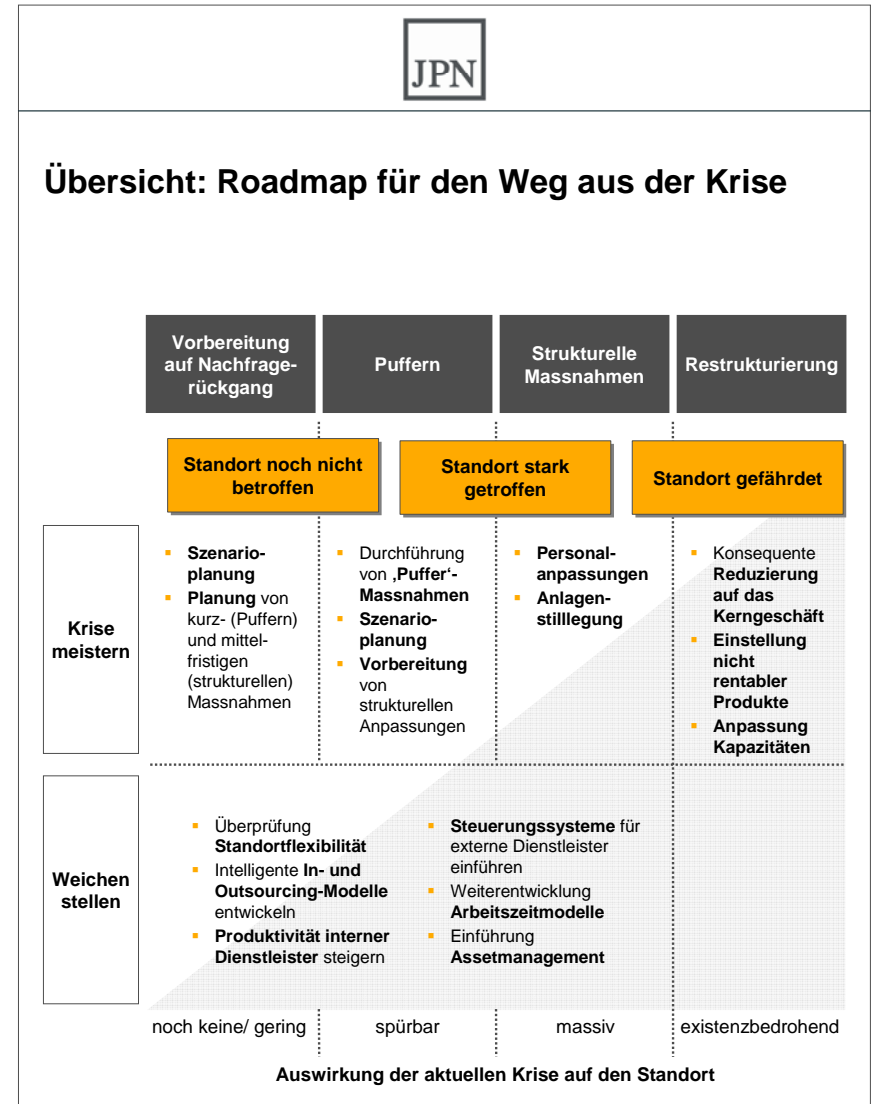 JPN
Übersicht: Roadmap für den Weg aus der Krise
Vorbereitung
auf Nachfrage-
rückgang
Puffern
Strukturelle
Massnahmen
Restrukturierung
Standort noch nicht
betroffen
Standort stark
getroffen
Standort gefährdet
Krise
meistern
Szenario-
planung
Planung von
kurz- (Puffern)
und mittel-
fristigen
(strukturellen)
Massnahmen
Durchführung
von ‚Puffer‘-
Massnahmen
Szenario-
planung
Vorbereitung
von
strukturellen
Anpassungen
Personal-
anpassungen
Anlagen-
stilllegung
Konsequente
Reduzierung
auf das
Kerngeschäft
Einstellung
nicht
rentabler
Produkte
Anpassung
Kapazitäten
Weichen
stellen
Überprüfung
Standortflexibilität
Intelligente In- und
Outsourcing-Modelle
entwickeln
Produktivität interner
Dienstleister steigern
Steuerungssysteme für
externe Dienstleister
einführen
Weiterentwicklung
Arbeitszeitmodelle
Einführung
Assetmanagement
noch keine/ gering
spürbar
massiv
existenzbedrohend
Auswirkung der aktuellen Krise auf den Standort